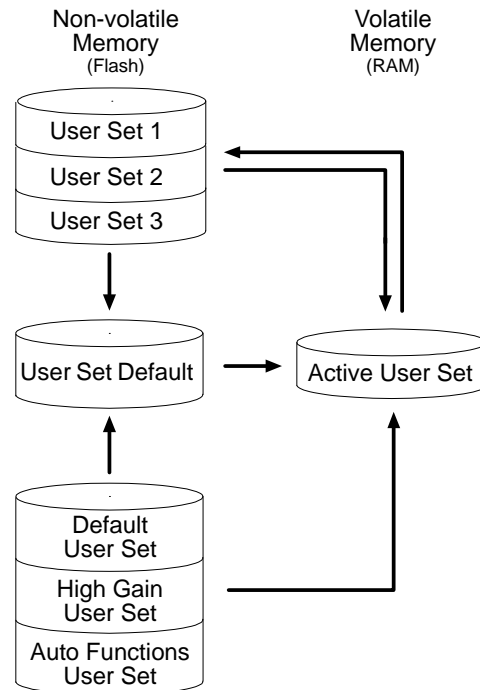 Non-volatile
Memory
(Flash)
Volatile
Memory
(RAM)
User Set 1
User Set 2
User Set 3
User Set Default
Active User Set
Default
User Set
High Gain
User Set
Auto Functions
User Set